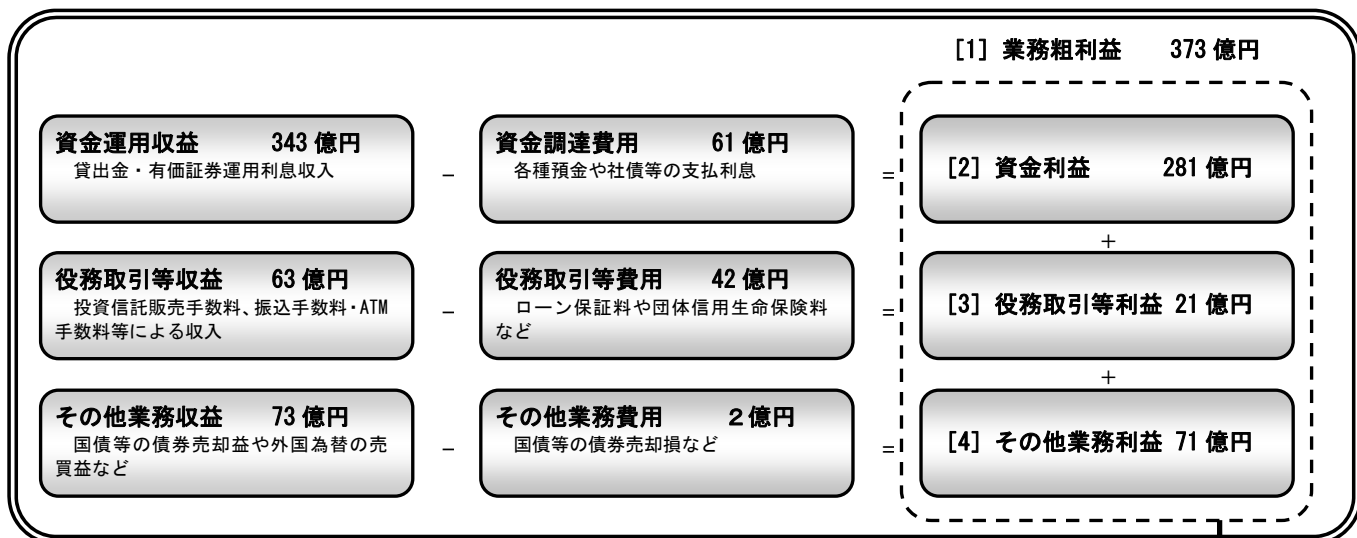 [1] 業務粗利益 373 億円
資金運用収益 343 億円
貸出金・有価証券運用利息収入
－
資金調達費用 61 億円
各種預金や社債等の支払利息
＝
[2] 資金利益 281 億円
＋
役務取引等収益 63 億円
投資信託販売手数料、振込手数料・ATM
手数料等による収入
－
役務取引等費用 42 億円
ローン保証料や団体信用生命保険料
など
＝
[3] 役務取引等利益 21 億円
＋
その他業務収益 73 億円
国債等の債券売却益や外国為替の売
買益など
－
その他業務費用 ２億円
国債等の債券売却損など
＝
[4] その他業務利益 71 億円